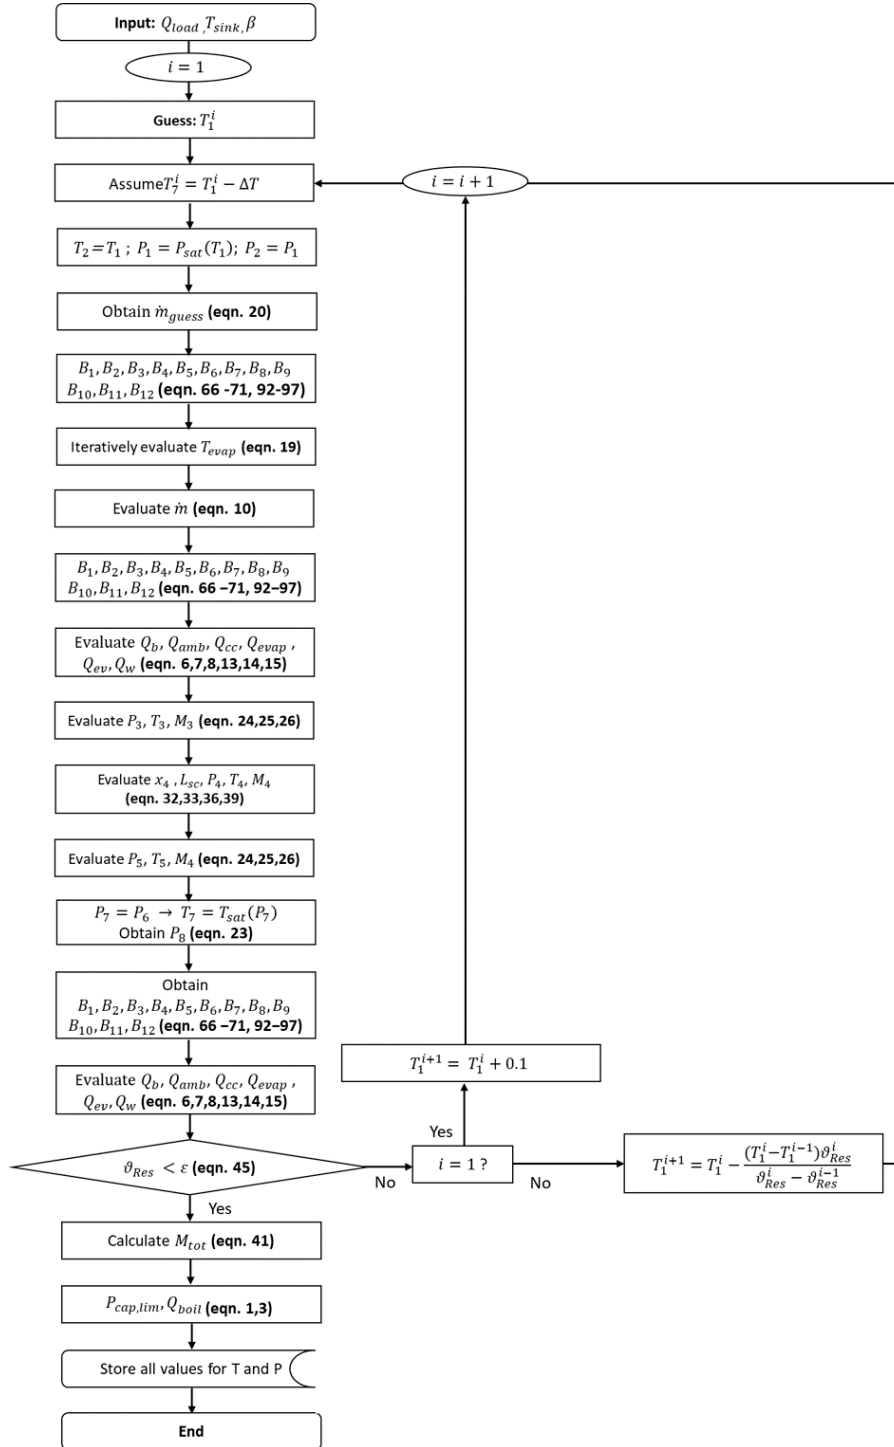 Input: Q_load, T_sink, β
i = 1
Guess: T_1^i
AssumeT_7^i = T_1^i − ΔT
i = i + 1
T_2=T_1 ; P_1 = P_sat(T_1); P_2 = P_1
Obtain ṁ_guess (eqn. 20)
B_1, B_2, B_3, B_4, B_5, B_6, B_7, B_8, B_9
B_10, B_11, B_12 (eqn. 66 -71, 92-97)
Iteratively evaluate T_evap (eqn. 19)
Evaluate ṁ (eqn. 10)
B_1, B_2, B_3, B_4, B_5, B_6, B_7, B_8, B_9
B_10, B_11, B_12 (eqn. 66 –71, 92–97)
Evaluate Q_b, Q_amb, Q_cc, Q_evap ,
Q_ev, Q_w (eqn. 6,7,8,13,14,15)
Evaluate P_3, T_3, M_3 (eqn. 24,25,26)
Evaluate x_4 , L_sc, P_4, T_4, M_4
(eqn. 32,33,36,39)
Evaluate P_5, T_5, M_4 (eqn. 24,25,26)
P_7 = P_6 → T_7 = T_sat(P_7)
Obtain P_8 (eqn. 23)
Obtain
B_1, B_2, B_3, B_4, B_5, B_6, B_7, B_8, B_9
B_10, B_11, B_12 (eqn. 66 –71, 92–97)
T_1^{i+1} = T_1^i + 0.1
Evaluate Q_b, Q_amb, Q_cc, Q_evap ,
Q_ev, Q_w (eqn. 6,7,8,13,14,15)
Yes
ϑ_Res < ε (eqn. 45)
No
i = 1 ?
No
T_1^{i+1} = T_1^i − (T_1^i−T_1^{i−1})ϑ_Res^i / ϑ_Res^i − ϑ_Res^{i−1}
Yes
Calculate M_tot (eqn. 41)
P_cap,lim, Q_boil (eqn. 1,3)
Store all values for T and P
End